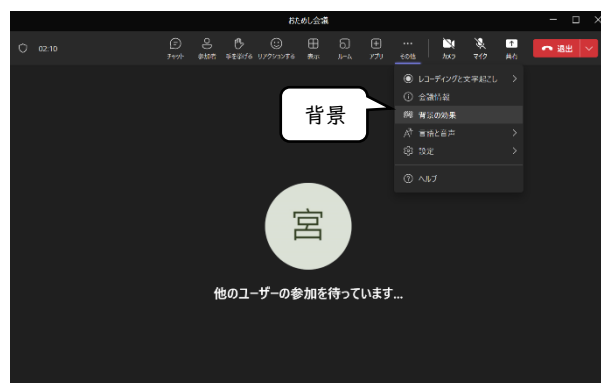 おためし会議
02:10
チャット 参加者 手を挙げる リアクションする 表示 ルーム アプリ その他 カメラ マイク 共有 退出
レコーディングと文字起こし
会議情報
背景の効果
言語と音声
設定
ヘルプ
背景
宮
他のユーザーの参加を待っています...